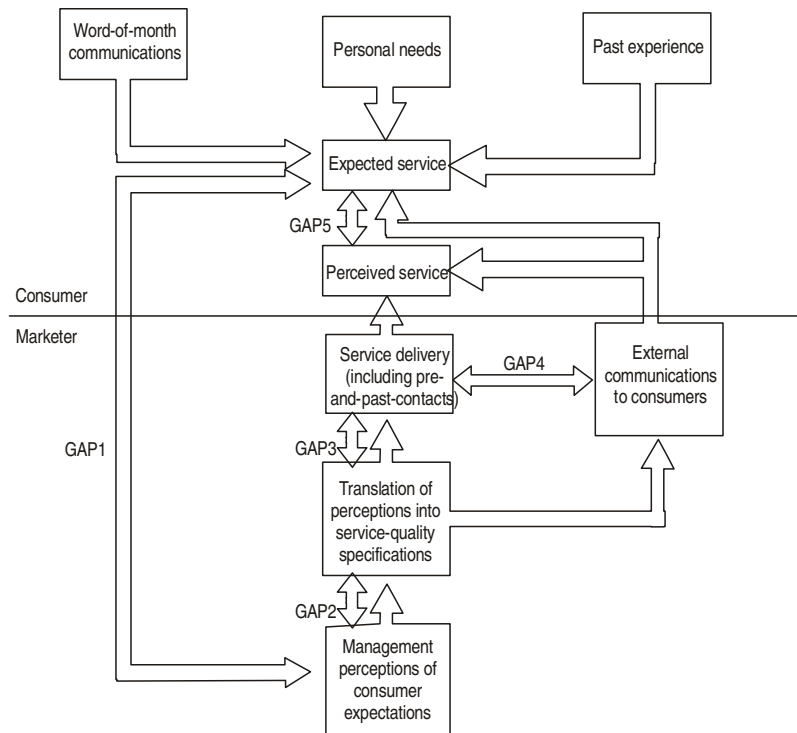 Word-of-month
communications
Personal needs
Past experience
Expected service
GAP5
Perceived service
Consumer
Marketer
Service delivery
(including pre-
and-past-contacts)
GAP4
External
communications
to consumers
GAP1
GAP3
Translation of
perceptions into
service-quality
specifications
GAP2
Management
perceptions of
consumer
expectations